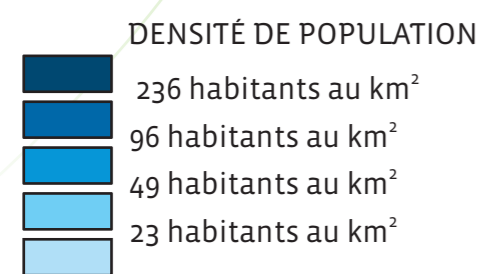 DENSITÉ DE POPULATION
236 habitants au km²
96 habitants au km²
49 habitants au km²
23 habitants au km²